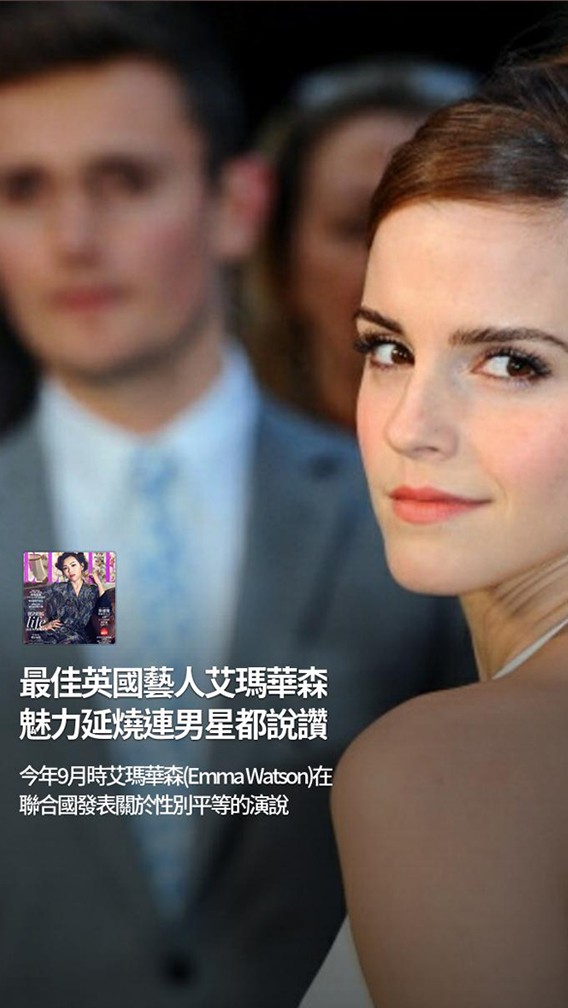 life
最佳英國藝人艾瑪華森
魅力延燒連男星都說讚
今年9月時艾瑪華森(Emma Watson)在
聯合國發表關於性別平等的演說